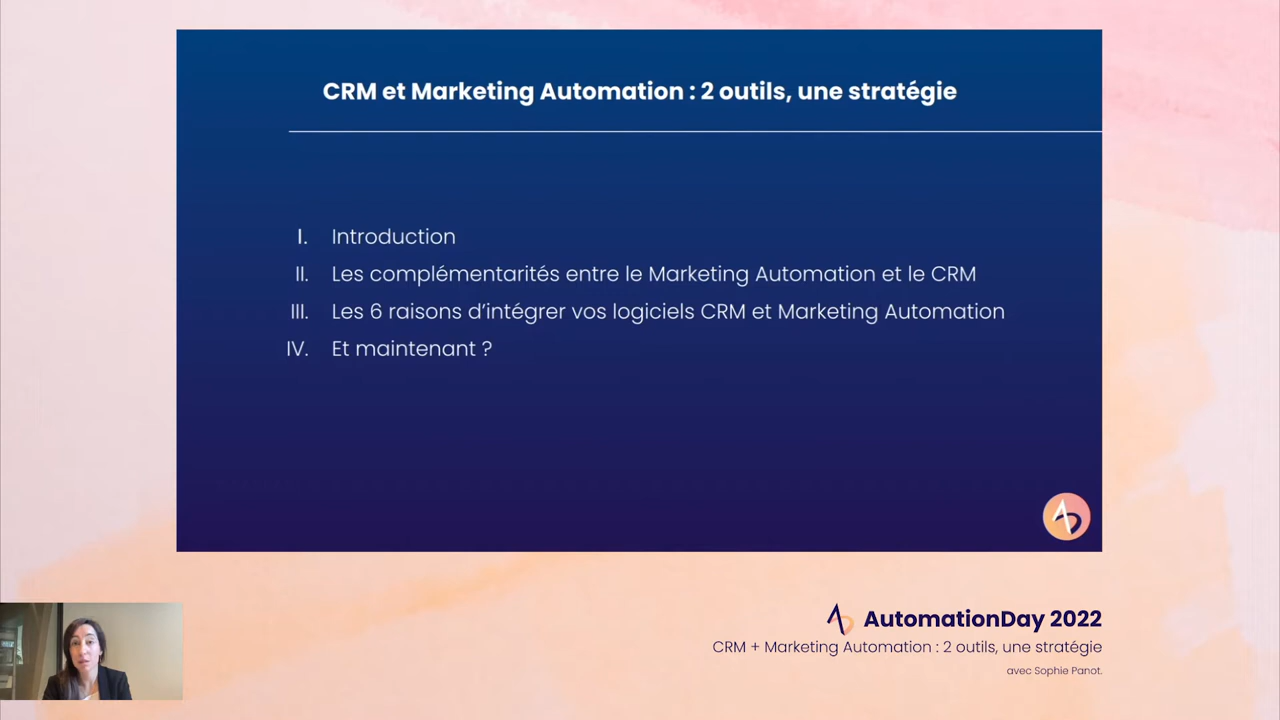 CRM et Marketing Automation : 2 outils, une stratégie
I. Introduction
II. Les complémentarités entre le Marketing Automation et le CRM
III. Les 6 raisons d’intégrer vos logiciels CRM et Marketing Automation
IV. Et maintenant ?
AutomationDay 2022
CRM + Marketing Automation : 2 outils, une stratégie
avec Sophie Panot.